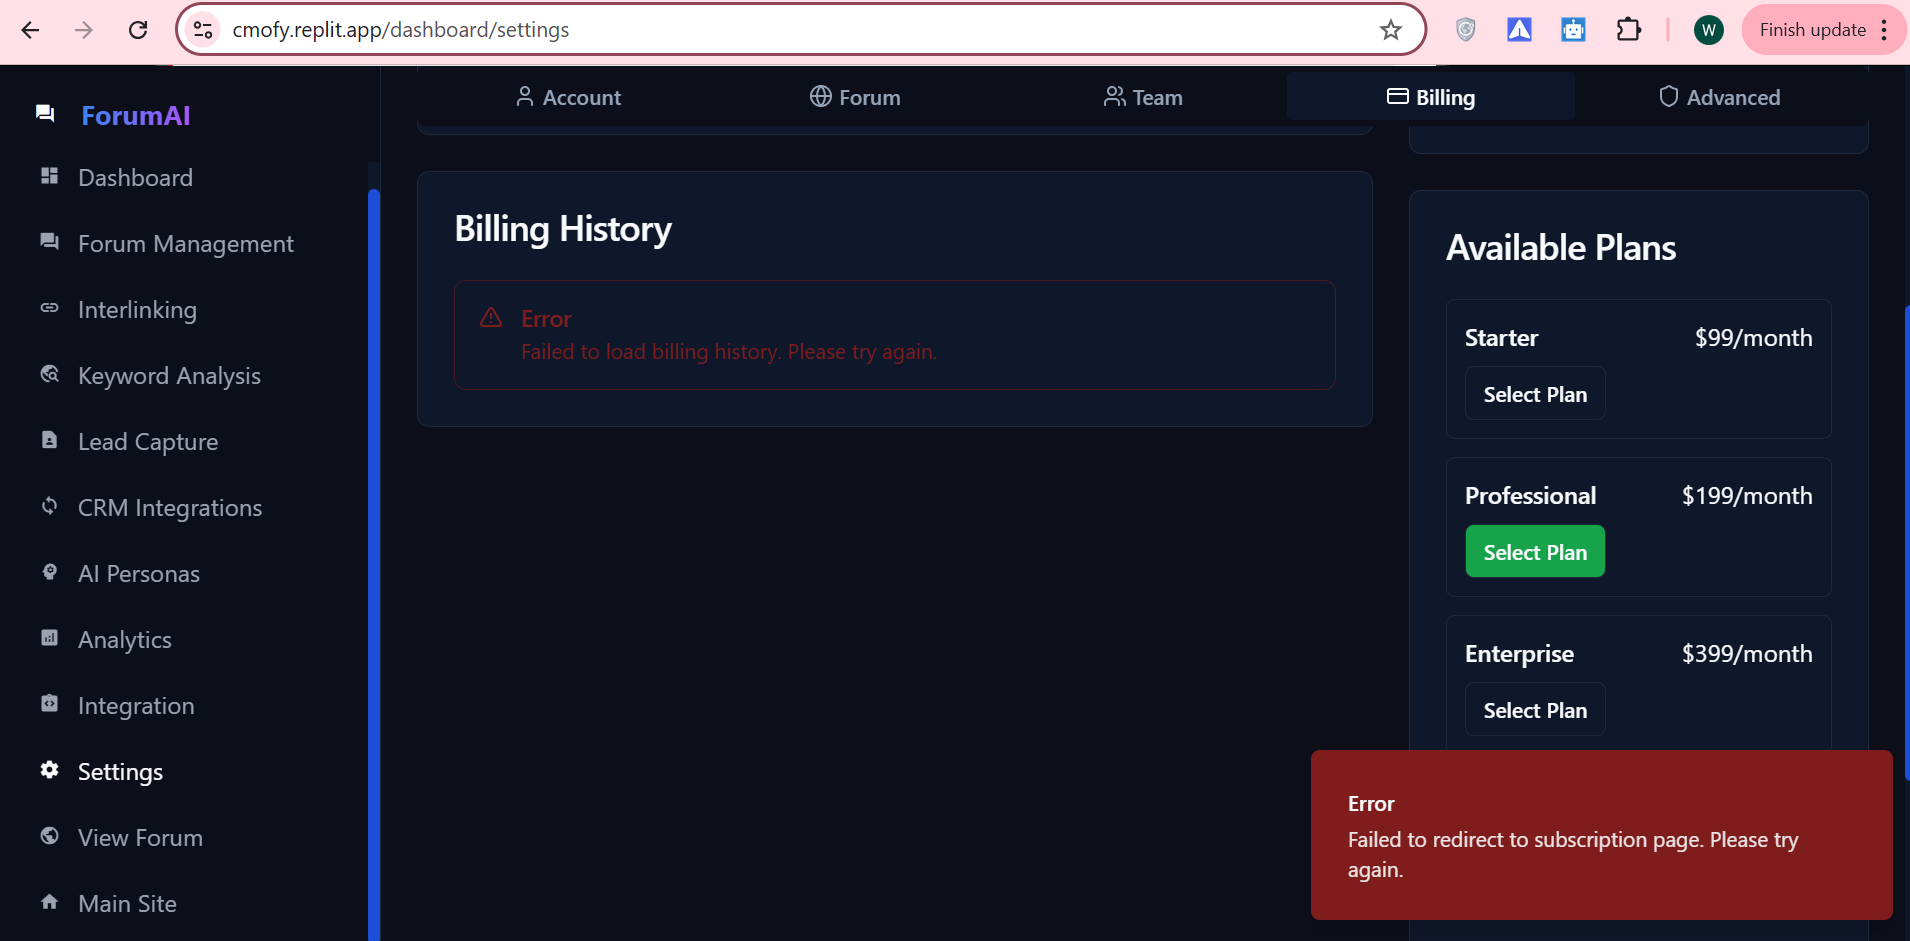 cmofy.replit.app/dashboard/settings
W
Finish update
ForumAI
Dashboard
Forum Management
Interlinking
Keyword Analysis
Lead Capture
CRM Integrations
AI Personas
Analytics
Integration
Settings
View Forum
Main Site
Account
Forum
Team
Billing
Advanced
Billing History
Error
Failed to load billing history. Please try again.
Available Plans
Starter $99/month
Select Plan
Professional $199/month
Select Plan
Enterprise $399/month
Select Plan
Error
Failed to redirect to subscription page. Please try
again.